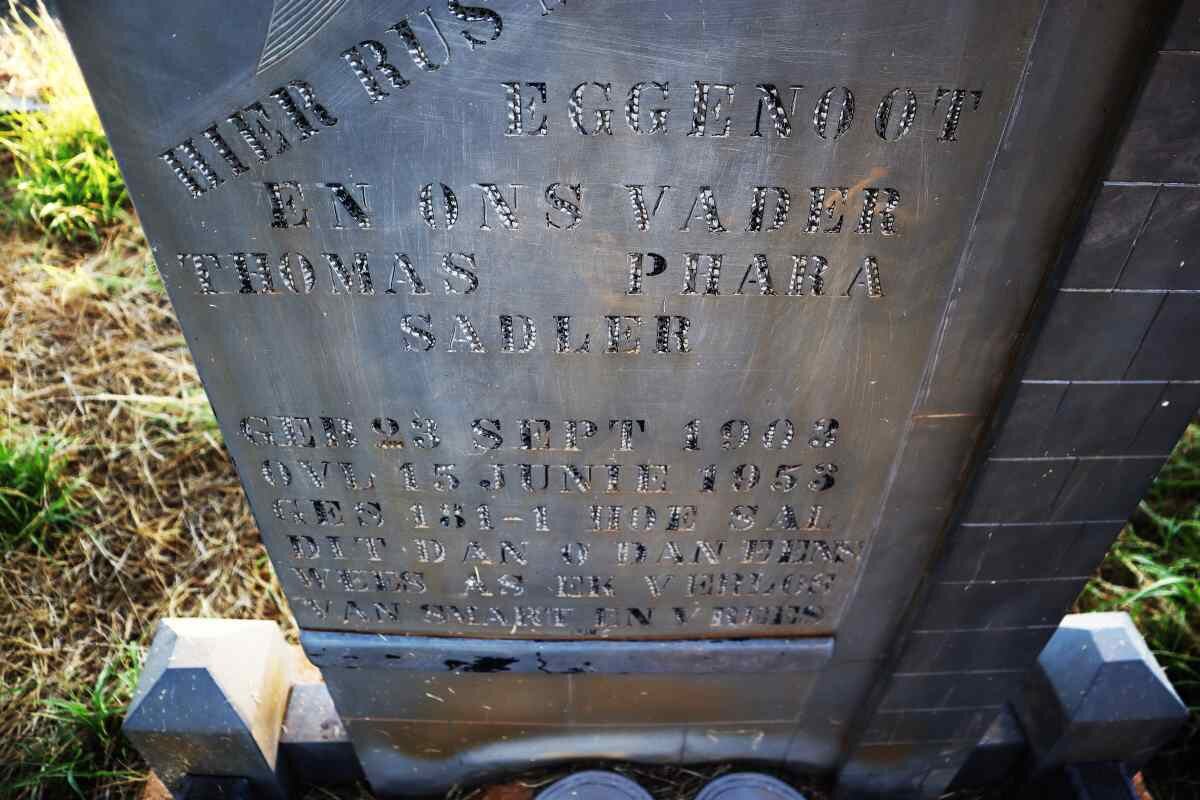 HIER RUS
EGGENOOT
EN ONS VADER
THOMAS PHARA
SADLER
GEB 23 SEPT 1903
OVL 15 JUNIE 1953
GES 181-1 HOE SAL
DIT DAN O DAN EENS
WEES AS EK VERLOS
VAN SMART EN VREES